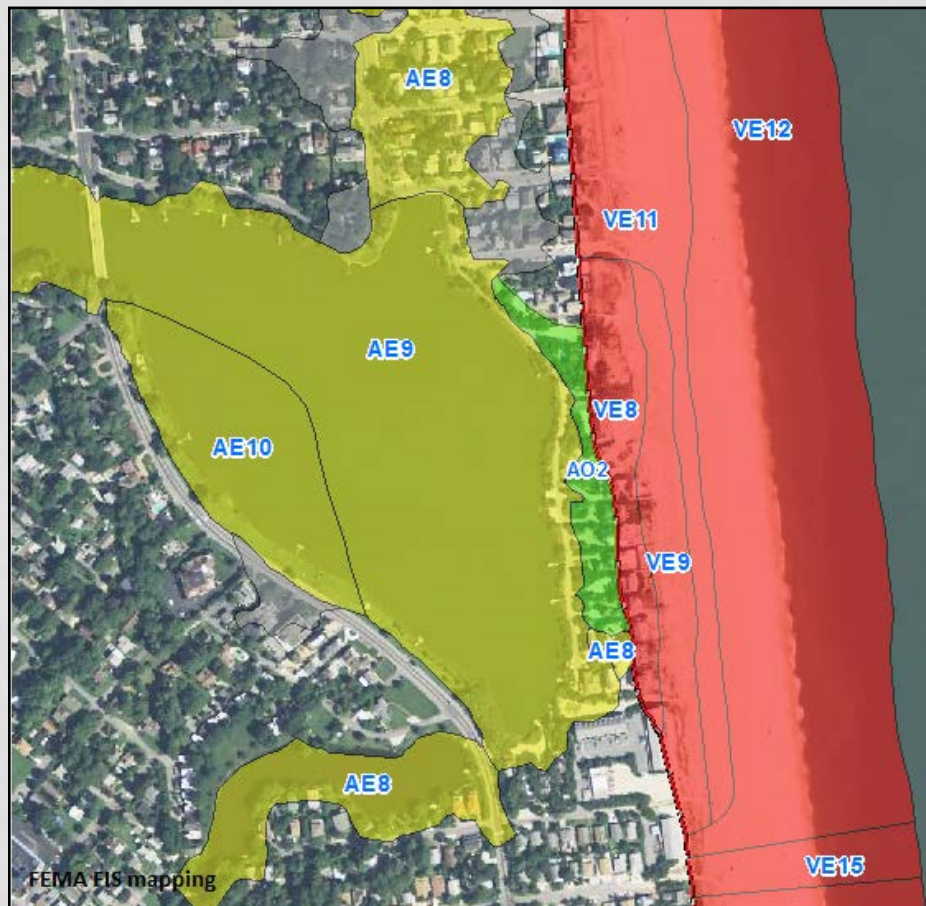 AE8
VE12
VE11
AE9
VE8
AE10
AO2
VE9
AE8
AE8
VE15
FEMA FIS mapping